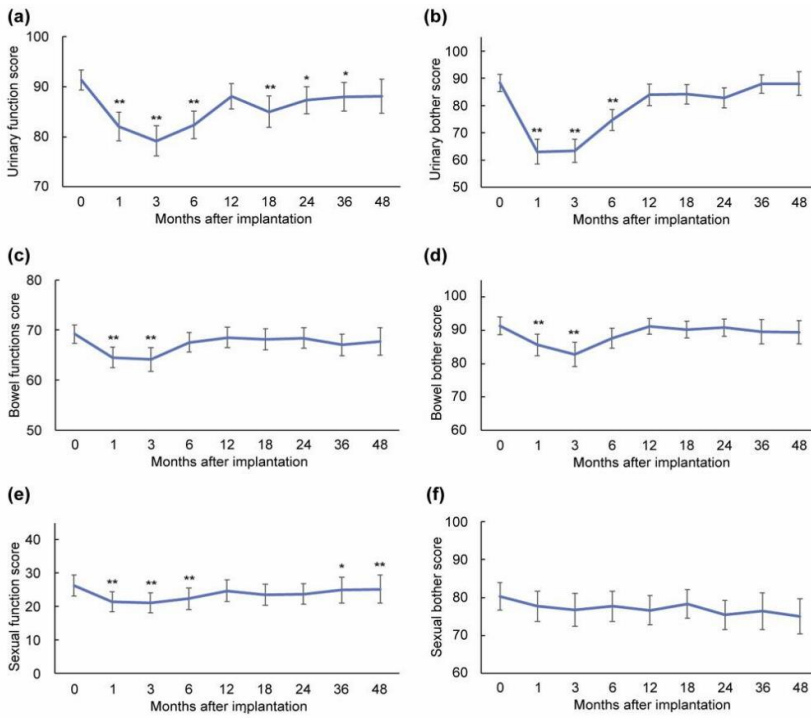 (a)
Urinary function score
100
90
80
70
** ** ** ** * *
0 1 3 6 12 18 24 36 48
Months after implantation
(b)
Urinary bother score
100
90
80
70
60
50
** ** **
0 1 3 6 12 18 24 36 48
Months after implantation
(c)
Bowel functions core
80
70
60
50
** **
0 1 3 6 12 18 24 36 48
Months after implantation
(d)
Bowel bother score
100
90
80
70
60
** **
0 1 3 6 12 18 24 36 48
Months after implantation
(e)
Sexual function score
40
30
20
10
0
** ** ** * **
0 1 3 6 12 18 24 36 48
Months after implantation
(f)
Sexual bother score
100
90
80
70
60
0 1 3 6 12 18 24 36 48
Months after implantation